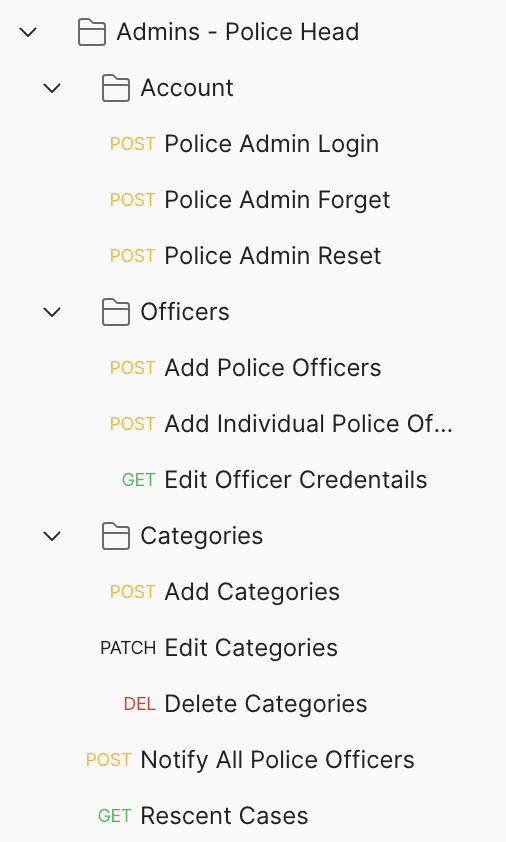 Admins - Police Head
Account
POST Police Admin Login
POST Police Admin Forget
POST Police Admin Reset
Officers
POST Add Police Officers
POST Add Individual Police Of...
GET Edit Officer Credentails
Categories
POST Add Categories
PATCH Edit Categories
DEL Delete Categories
POST Notify All Police Officers
GET Rescent Cases